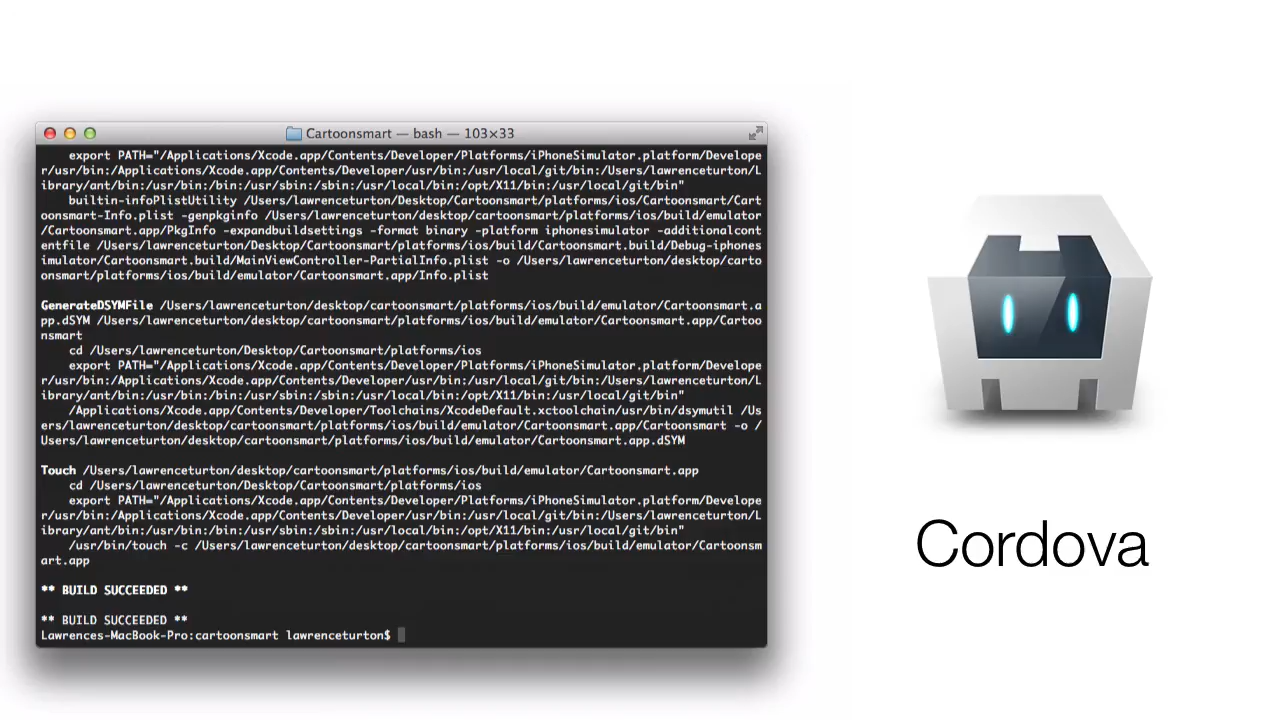 Cartoonsmart — bash — 103×33
export PATH="/Applications/Xcode.app/Contents/Developer/Platforms/iPhoneSimulator.platform/Develope
r/usr/bin:/Applications/Xcode.app/Contents/Developer/usr/bin:/usr/local/git/bin:/Users/lawrenceturton/L
ibrary/ant/bin:/usr/bin:/bin:/usr/sbin:/sbin:/usr/local/bin:/opt/X11/bin:/usr/local/git/bin"
builtin-infoPlistUtility /Users/lawrenceturton/Desktop/Cartoonsmart/platforms/ios/Cartoonsmart/Cart
oonsmart-Info.plist -genpkginfo /Users/lawrenceturton/desktop/cartoonsmart/platforms/ios/build/emulator
/Cartoonsmart.app/PkgInfo -expandbuildsettings -format binary -platform iphonesimulator -additionalcont
entfile /Users/lawrenceturton/Desktop/Cartoonsmart/platforms/ios/build/Cartoonsmart.build/Debug-iphones
imulator/Cartoonsmart.build/MainViewController-PartialInfo.plist -o /Users/lawrenceturton/desktop/carto
onsmart/platforms/ios/build/emulator/Cartoonsmart.app/Info.plist
GenerateDSYMFile /Users/lawrenceturton/desktop/cartoonsmart/platforms/ios/build/emulator/Cartoonsmart.a
pp.dSYM /Users/lawrenceturton/desktop/cartoonsmart/platforms/ios/build/emulator/Cartoonsmart.app/Cartoo
nsmart
cd /Users/lawrenceturton/Desktop/Cartoonsmart/platforms/ios
export PATH="/Applications/Xcode.app/Contents/Developer/Platforms/iPhoneSimulator.platform/Develope
r/usr/bin:/Applications/Xcode.app/Contents/Developer/usr/bin:/usr/local/git/bin:/Users/lawrenceturton/L
ibrary/ant/bin:/usr/bin:/bin:/usr/sbin:/sbin:/usr/local/bin:/opt/X11/bin:/usr/local/git/bin"
/Applications/Xcode.app/Contents/Developer/Toolchains/XcodeDefault.xctoolchain/usr/bin/dsymutil /Us
ers/lawrenceturton/desktop/cartoonsmart/platforms/ios/build/emulator/Cartoonsmart.app/Cartoonsmart -o /
Users/lawrenceturton/desktop/cartoonsmart/platforms/ios/build/emulator/Cartoonsmart.app.dSYM
Touch /Users/lawrenceturton/desktop/cartoonsmart/platforms/ios/build/emulator/Cartoonsmart.app
cd /Users/lawrenceturton/Desktop/Cartoonsmart/platforms/ios
export PATH="/Applications/Xcode.app/Contents/Developer/Platforms/iPhoneSimulator.platform/Develope
r/usr/bin:/Applications/Xcode.app/Contents/Developer/usr/bin:/usr/local/git/bin:/Users/lawrenceturton/L
ibrary/ant/bin:/usr/bin:/bin:/usr/sbin:/sbin:/usr/local/bin:/opt/X11/bin:/usr/local/git/bin"
/usr/bin/touch -c /Users/lawrenceturton/desktop/cartoonsmart/platforms/ios/build/emulator/Cartoonsm
art.app
** BUILD SUCCEEDED **
** BUILD SUCCEEDED **
Lawrences-MacBook-Pro:cartoonsmart lawrenceturton$
Cordova